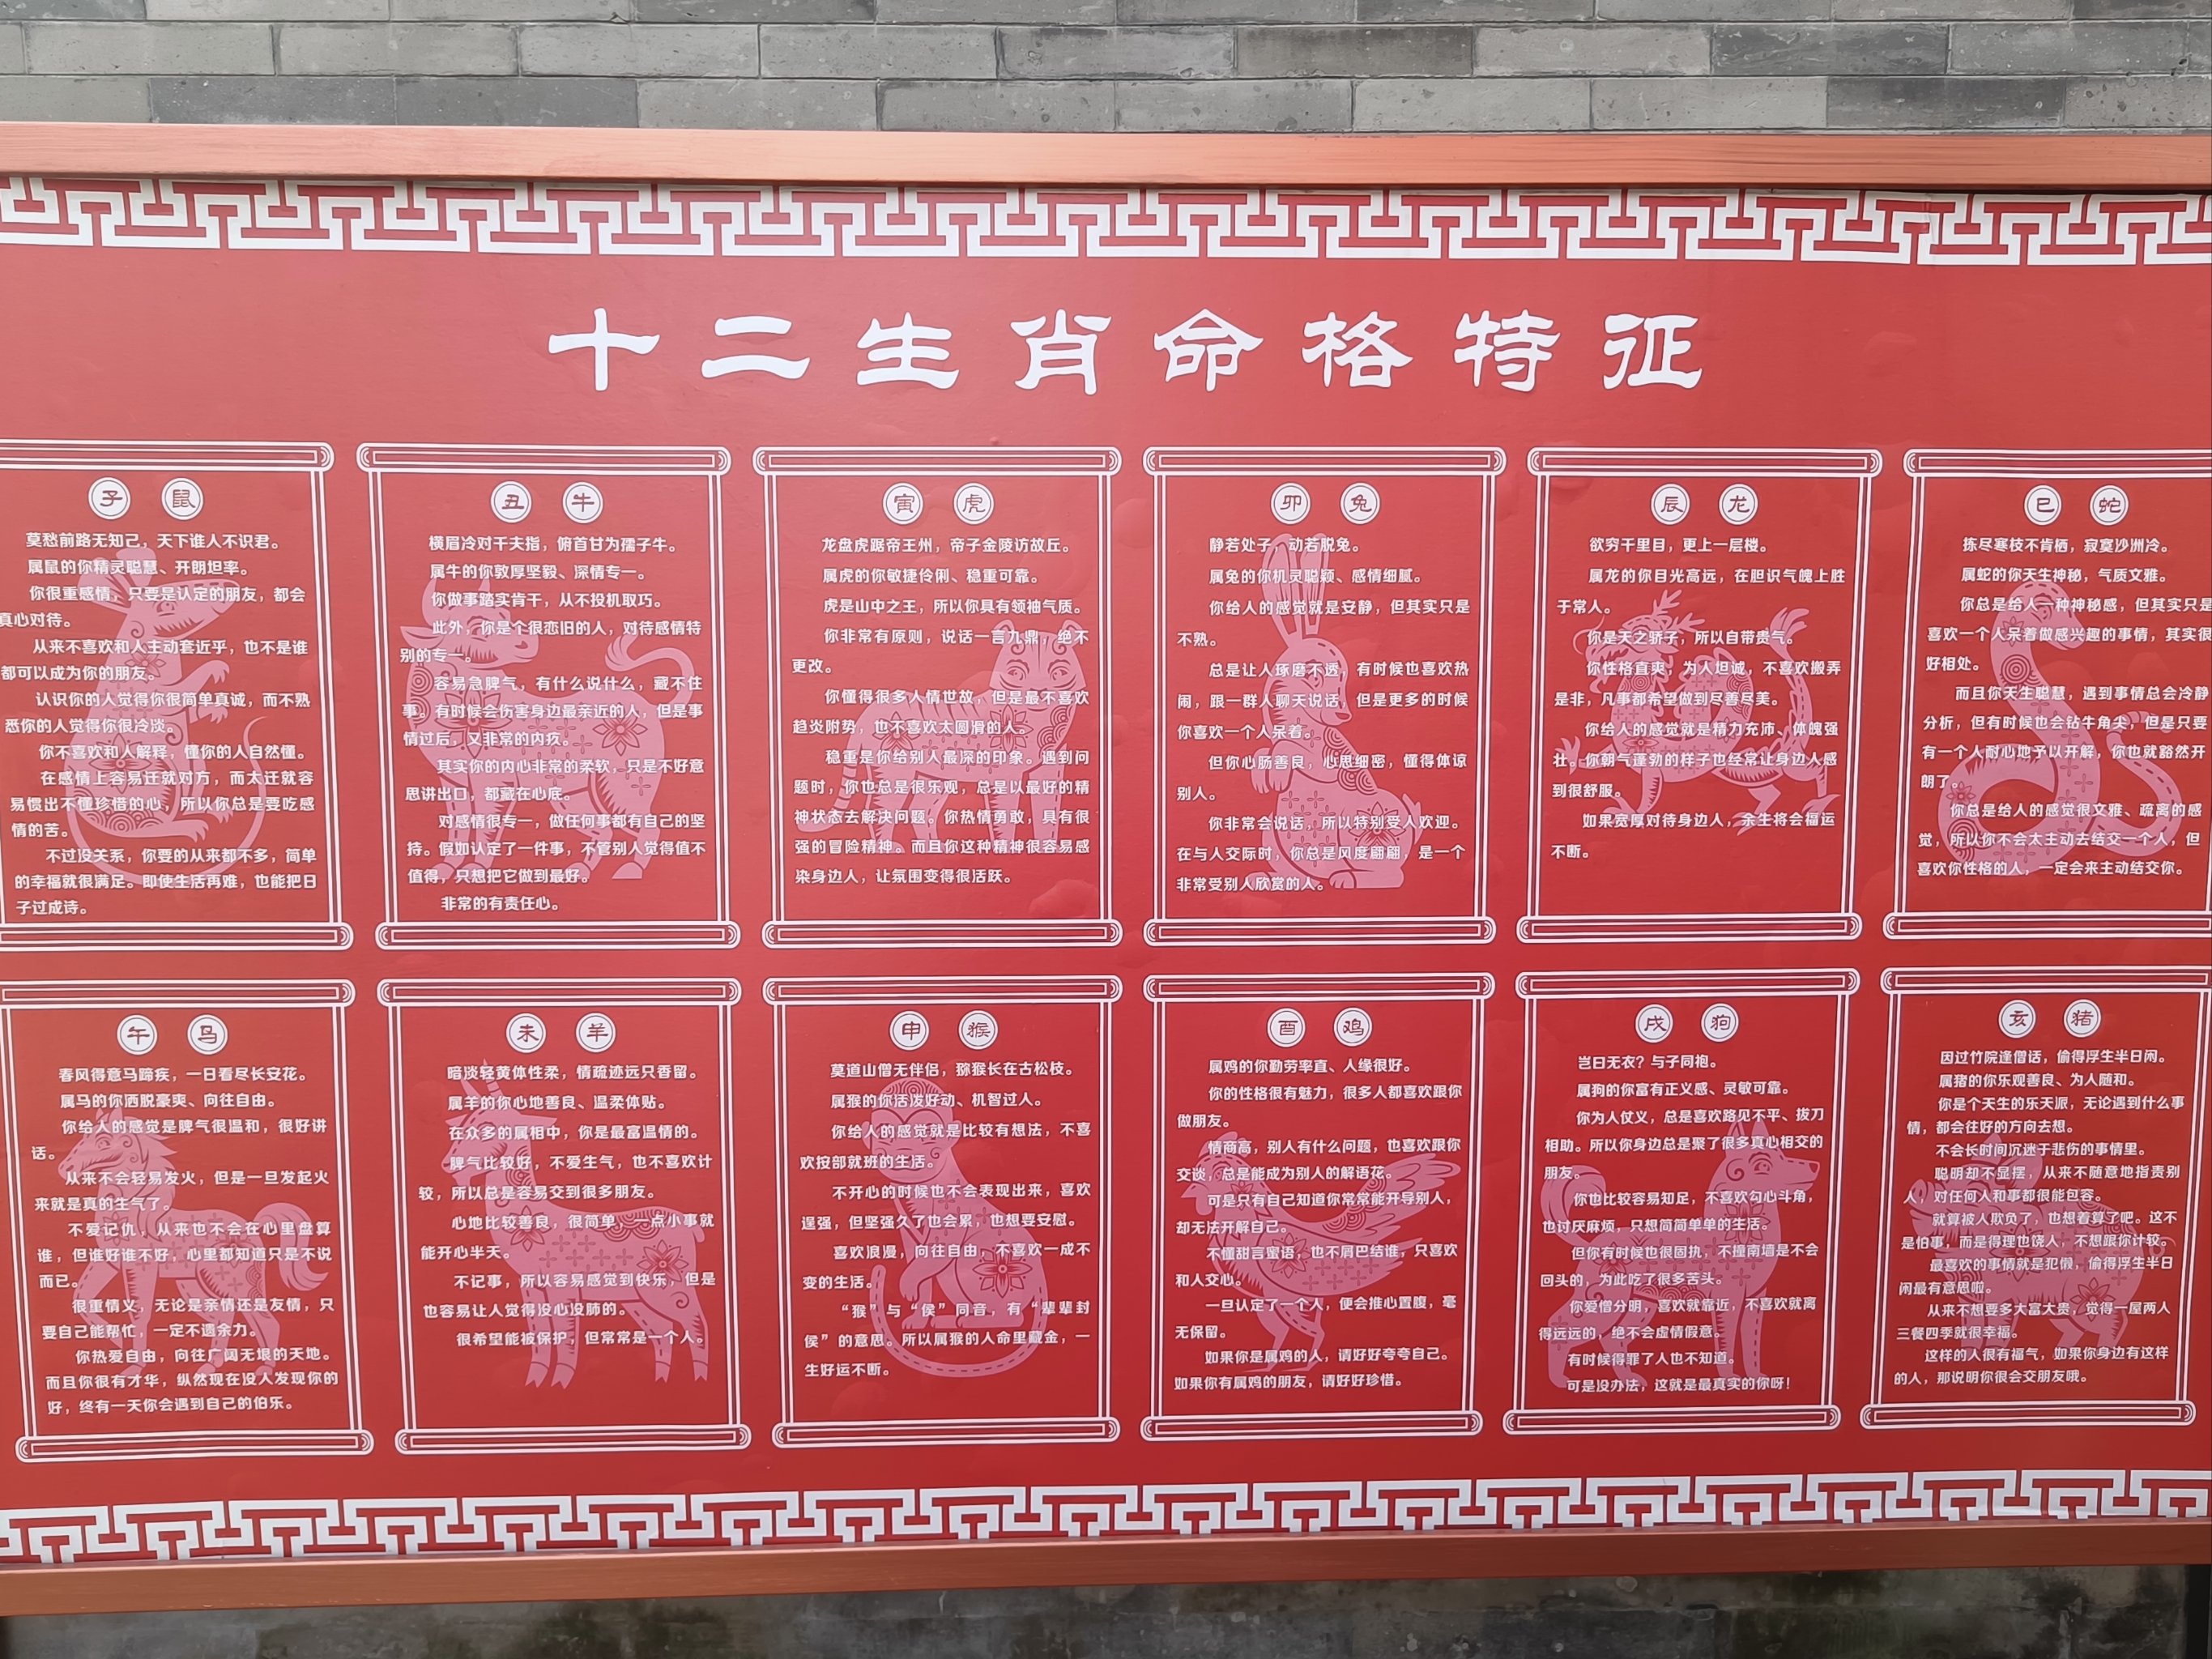 十二生肖命格特征
子 鼠
莫愁前路无知己，天下谁人不识君。
属鼠的你精灵聪慧、开朗坦率。
你很重感情，只要是认定的朋友，都会
真心对待。
从来不喜欢和人主动套近乎，也不是谁
都可以成为你的朋友。
认识你的人觉得你很简单真诚，而不熟
悉你的人觉得你很冷淡。
你不喜欢和人解释，懂你的人自然懂。
在感情上容易迁就对方，而太迁就容
易惯出不懂珍惜的心，所以你总是要吃感
情的苦。
不过没关系，你要的从来都不多，简单
的幸福就很满足。即使生活再难，也能把日
子过成诗。
丑 牛
横眉冷对千夫指，俯首甘为孺子牛。
属牛的你敦厚坚毅、深情专一。
你做事踏实肯干，从不投机取巧。
此外，你是个很恋旧的人，对待感情特
别的专一。
容易急脾气，有什么说什么，藏不住
事，有时候会伤害身边最亲近的人，但是事
情过后，又非常的内疚。
其实你的内心非常的柔软，只是不好意
思讲出口，都藏在心底。
对感情很专一，做任何事都有自己的坚
持。假如认定了一件事，不管别人觉得值不
值得，只想把它做到最好。
非常的有责任心。
寅 虎
龙盘虎踞帝王州，帝子金陵访故丘。
属虎的你敏捷伶俐、稳重可靠。
虎是山中之王，所以你具有领袖气质。
你非常有原则，说话一言九鼎，绝不
更改。
你懂得很多人情世故，但是最不喜欢
趋炎附势，也不喜欢太圆滑的人。
稳重是你给别人最深的印象。遇到问
题时，你也总是很乐观，总是以最好的精
神状态去解决问题。你热情勇敢，具有很
强的冒险精神。而且你这种精神很容易感
染身边人，让氛围变得很活跃。
卯 兔
静若处子，动若脱兔。
属兔的你机灵聪颖、感情细腻。
你给人的感觉就是安静，但其实只是
不熟。
总是让人琢磨不透，有时候也喜欢热
闹，跟一群人聊天说话，但是更多的时候
你喜欢一个人呆着。
但你心肠善良，心思细密，懂得体谅
别人。
你非常会说话，所以特别受人欢迎。
在与人交际时，你总是风度翩翩，是一个
非常受别人欣赏的人。
辰 龙
欲穷千里目，更上一层楼。
属龙的你目光高远，在胆识气魄上胜
于常人。
你是天之骄子，所以自带贵气。
你性格直爽，为人坦诚，不喜欢搬弄
是非，凡事都希望做到尽善尽美。
你给人的感觉就是精力充沛、体魄强
壮。你朝气蓬勃的样子也经常让身边人感
到很舒服。
如果宽厚对待身边人，余生将会福运
不断。
巳 蛇
拣尽寒枝不肯栖，寂寞沙洲冷。
属蛇的你天生神秘，气质文雅。
你总是给人一种神秘感，但其实只是
喜欢一个人呆着做感兴趣的事情，其实很
好相处。
而且你天生聪慧，遇到事情总会冷静
分析，但有时候也会钻牛角尖，但是只要
有一个人耐心地予以开解，你也就豁然开
朗了。
你总是给人的感觉很文雅、疏离的感
觉，所以你不会太主动去结交一个人，但
喜欢你性格的人，一定会来主动结交你。
午 马
春风得意马蹄疾，一日看尽长安花。
属马的你洒脱豪爽、向往自由。
你给人的感觉是脾气很温和，很好讲
话。
从来不会轻易发火，但是一旦发起火
来就是真的生气了。
不爱记仇，从来也不会在心里盘算
谁，但谁好谁不好，心里都知道只是不说
而已。
很重情义，无论是亲情还是友情，只
要自己能帮忙，一定不遗余力。
你热爱自由，向往广阔无垠的天地。
而且你很有才华，纵然现在没人发现你的
好，终有一天你会遇到自己的伯乐。
未 羊
暗淡轻黄体性柔，情疏迹远只香留。
属羊的你心地善良、温柔体贴。
在众多的属相中，你是最富温情的。
脾气比较好，不爱生气，也不喜欢计
较，所以总是容易交到很多朋友。
心地比较善良，很简单，一点小事就
能开心半天。
不记事，所以容易感觉到快乐，但是
也容易让人觉得没心没肺的。
很希望能被保护，但常常是一个人。
申 猴
莫道山僧无伴侣，猕猴长在古松枝。
属猴的你活泼好动、机智过人。
你给人的感觉就是比较有想法，不喜
欢按部就班的生活。
不开心的时候也不会表现出来，喜欢
逞强，但坚强久了也会累，也想要安慰。
喜欢浪漫，向往自由，不喜欢一成不
变的生活。
“猴”与“侯”同音，有“辈辈封
侯”的意思。所以属猴的人命里藏金，一
生好运不断。
酉 鸡
属鸡的你勤劳率直、人缘很好。
你的性格很有魅力，很多人都喜欢跟你
做朋友。
情商高，别人有什么问题，也喜欢跟你
交谈，总是能成为别人的解语花。
可是只有自己知道你常常能开导别人，
却无法开解自己。
不懂甜言蜜语，也不屑巴结谁，只喜欢
和人交心。
一旦认定了一个人，便会推心置腹，毫
无保留。
如果你是属鸡的人，请好好夸夸自己。
如果你有属鸡的朋友，请好好珍惜。
戌 狗
岂曰无衣？与子同袍。
属狗的你富有正义感、灵敏可靠。
你为人仗义，总是喜欢路见不平、拔刀
相助。所以你身边总是聚了很多真心相交的
朋友。
你也比较容易知足，不喜欢勾心斗角，
也讨厌麻烦，只想简简单单的生活。
但你有时候也很固执，不撞南墙是不会
回头的，为此吃了很多苦头。
你爱憎分明，喜欢就靠近，不喜欢就离
得远远的，绝不会虚情假意。
有时候得罪了人也不知道。
可是没办法，这就是最真实的你呀！
亥 猪
因过竹院逢僧话，偷得浮生半日闲。
属猪的你乐观善良、为人随和。
你是个天生的乐天派，无论遇到什么事
情，都会往好的方向去想。
不会长时间沉迷于悲伤的事情里。
聪明却不显摆，从来不随意地指责别
人，对任何人和事都很能包容。
就算被人欺负了，也想着算了吧。这不
是怕事，而是得理也饶人，不想跟你计较。
最喜欢的事情就是犯懒，偷得浮生半日
闲最有意思啦。
从来不想要多大富大贵，觉得一屋两人
三餐四季就很幸福。
这样的人很有福气，如果你身边有这样
的人，那说明你很会交朋友哦。